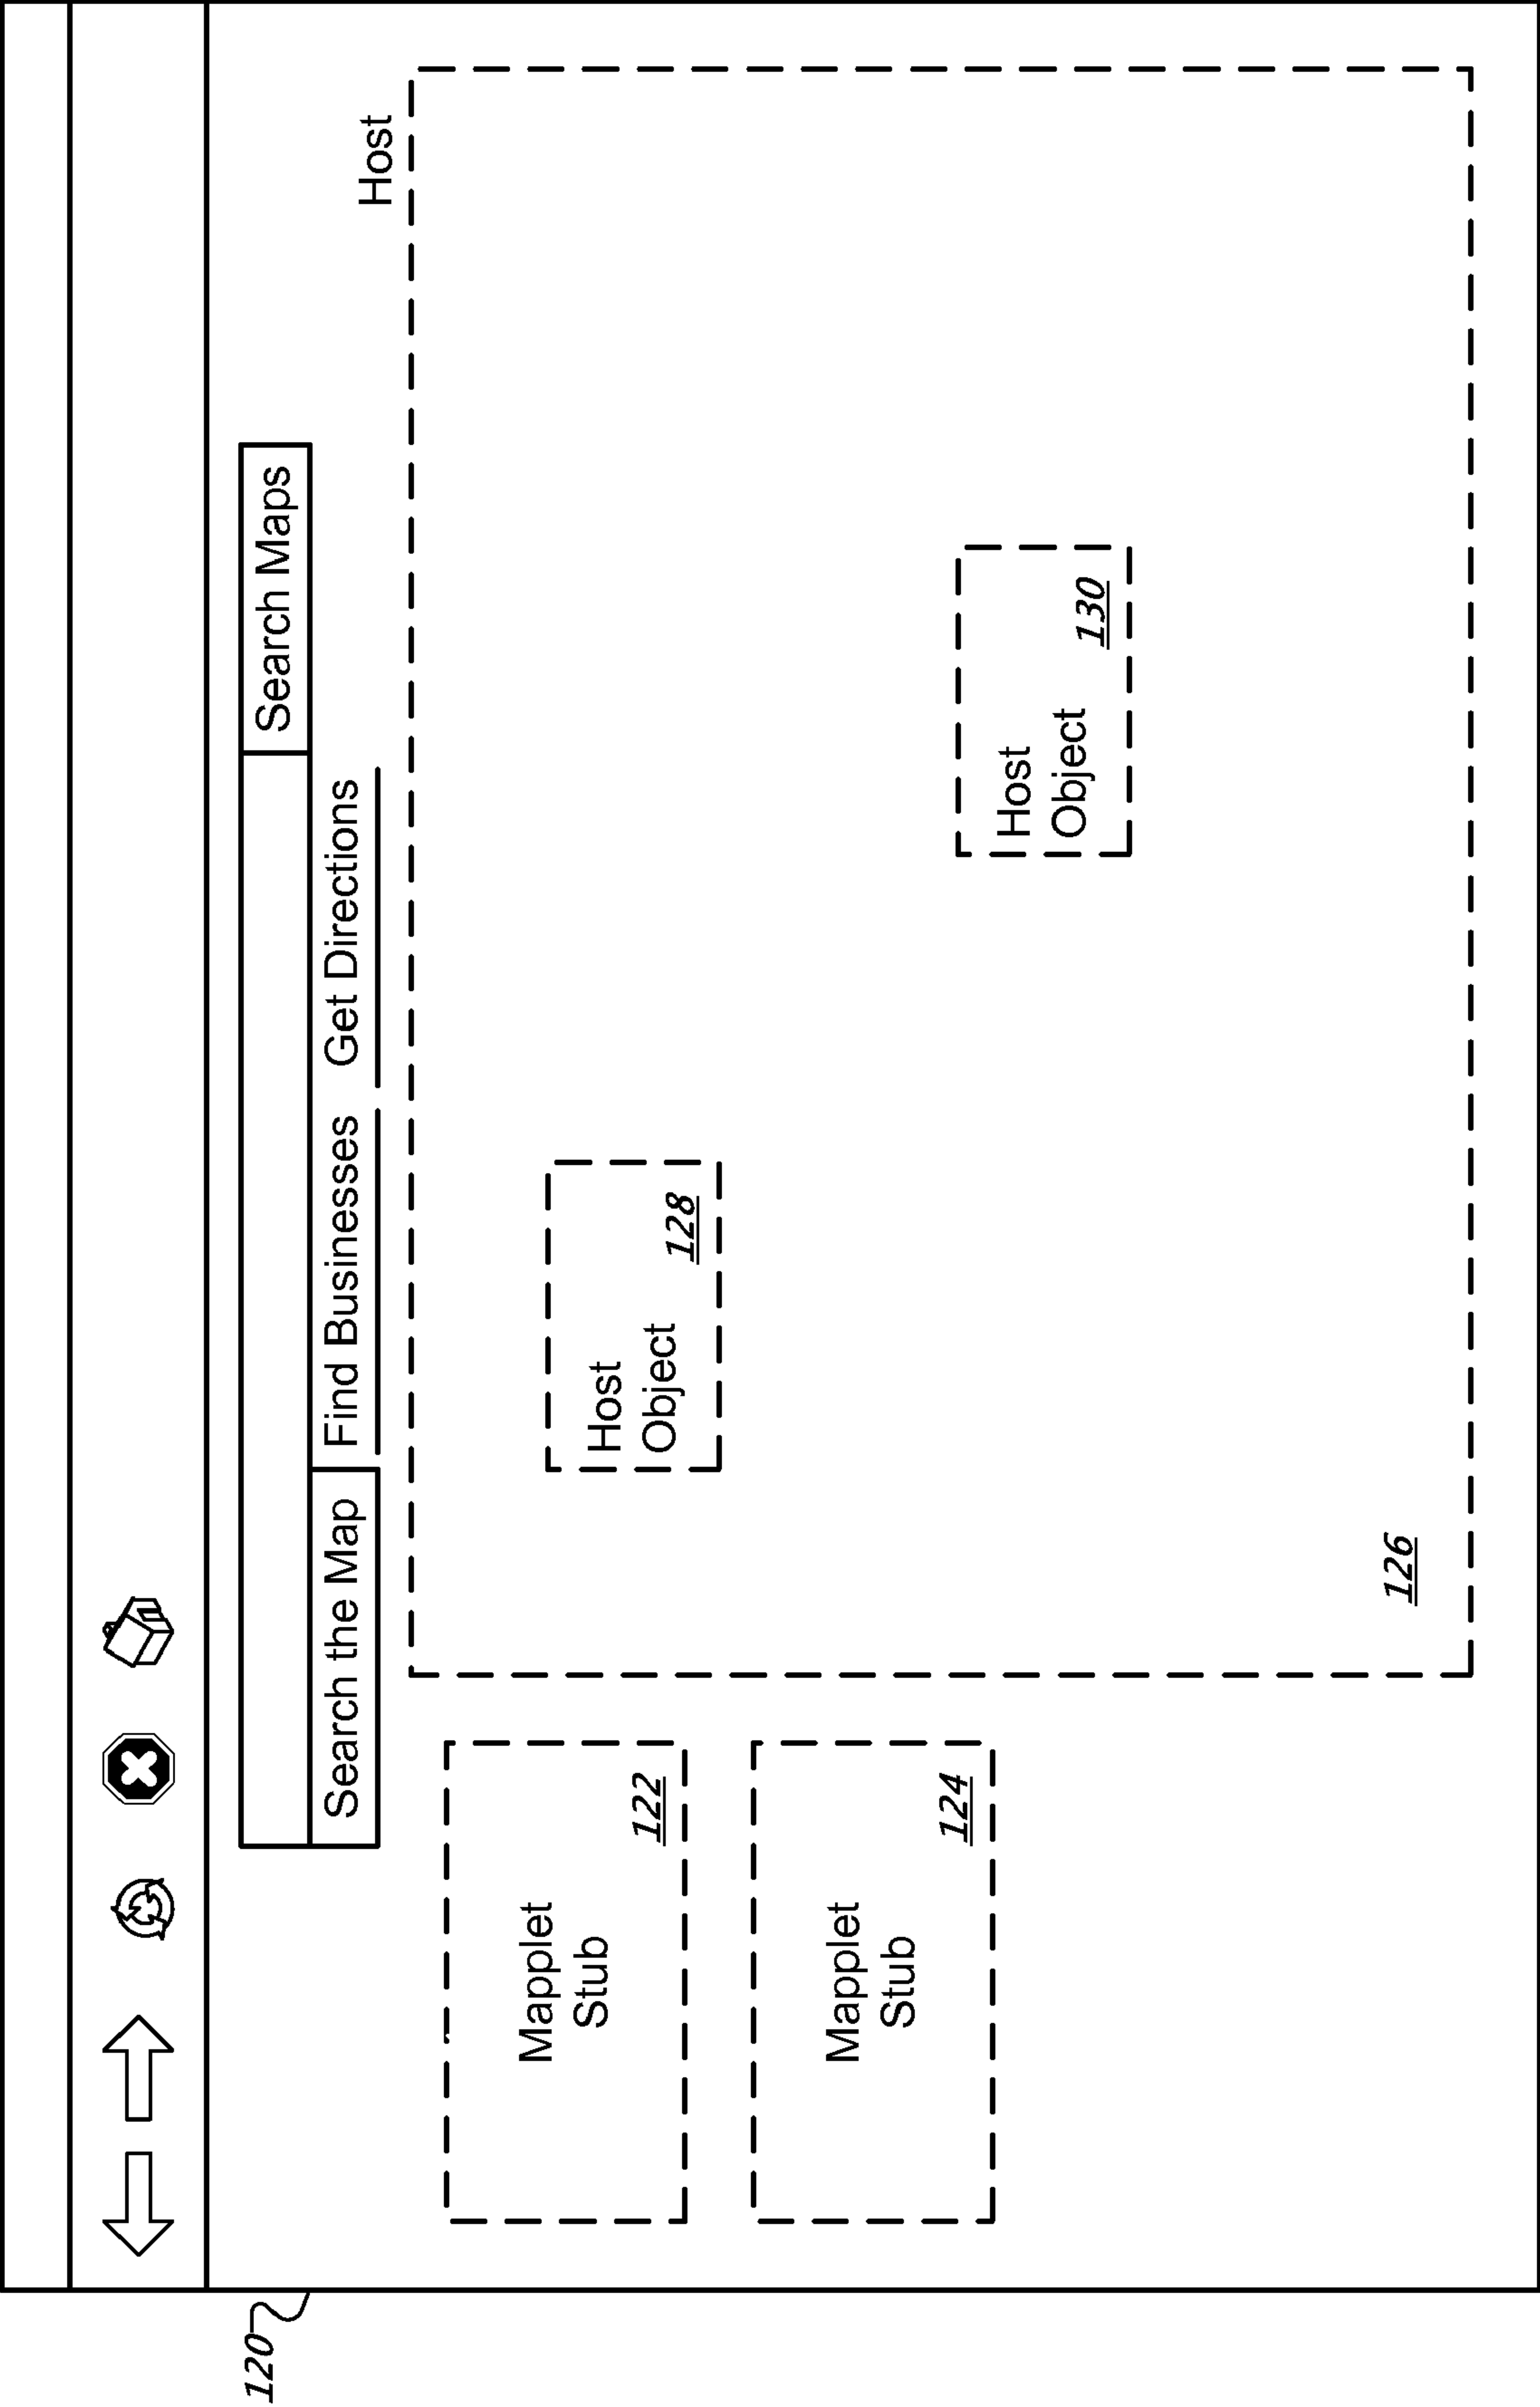 120
Search Maps
Search the Map Find Businesses Get Directions
Host
Mapplet
Stub
122
Mapplet
Stub
124
Host
Object
128
Host
Object
130
126